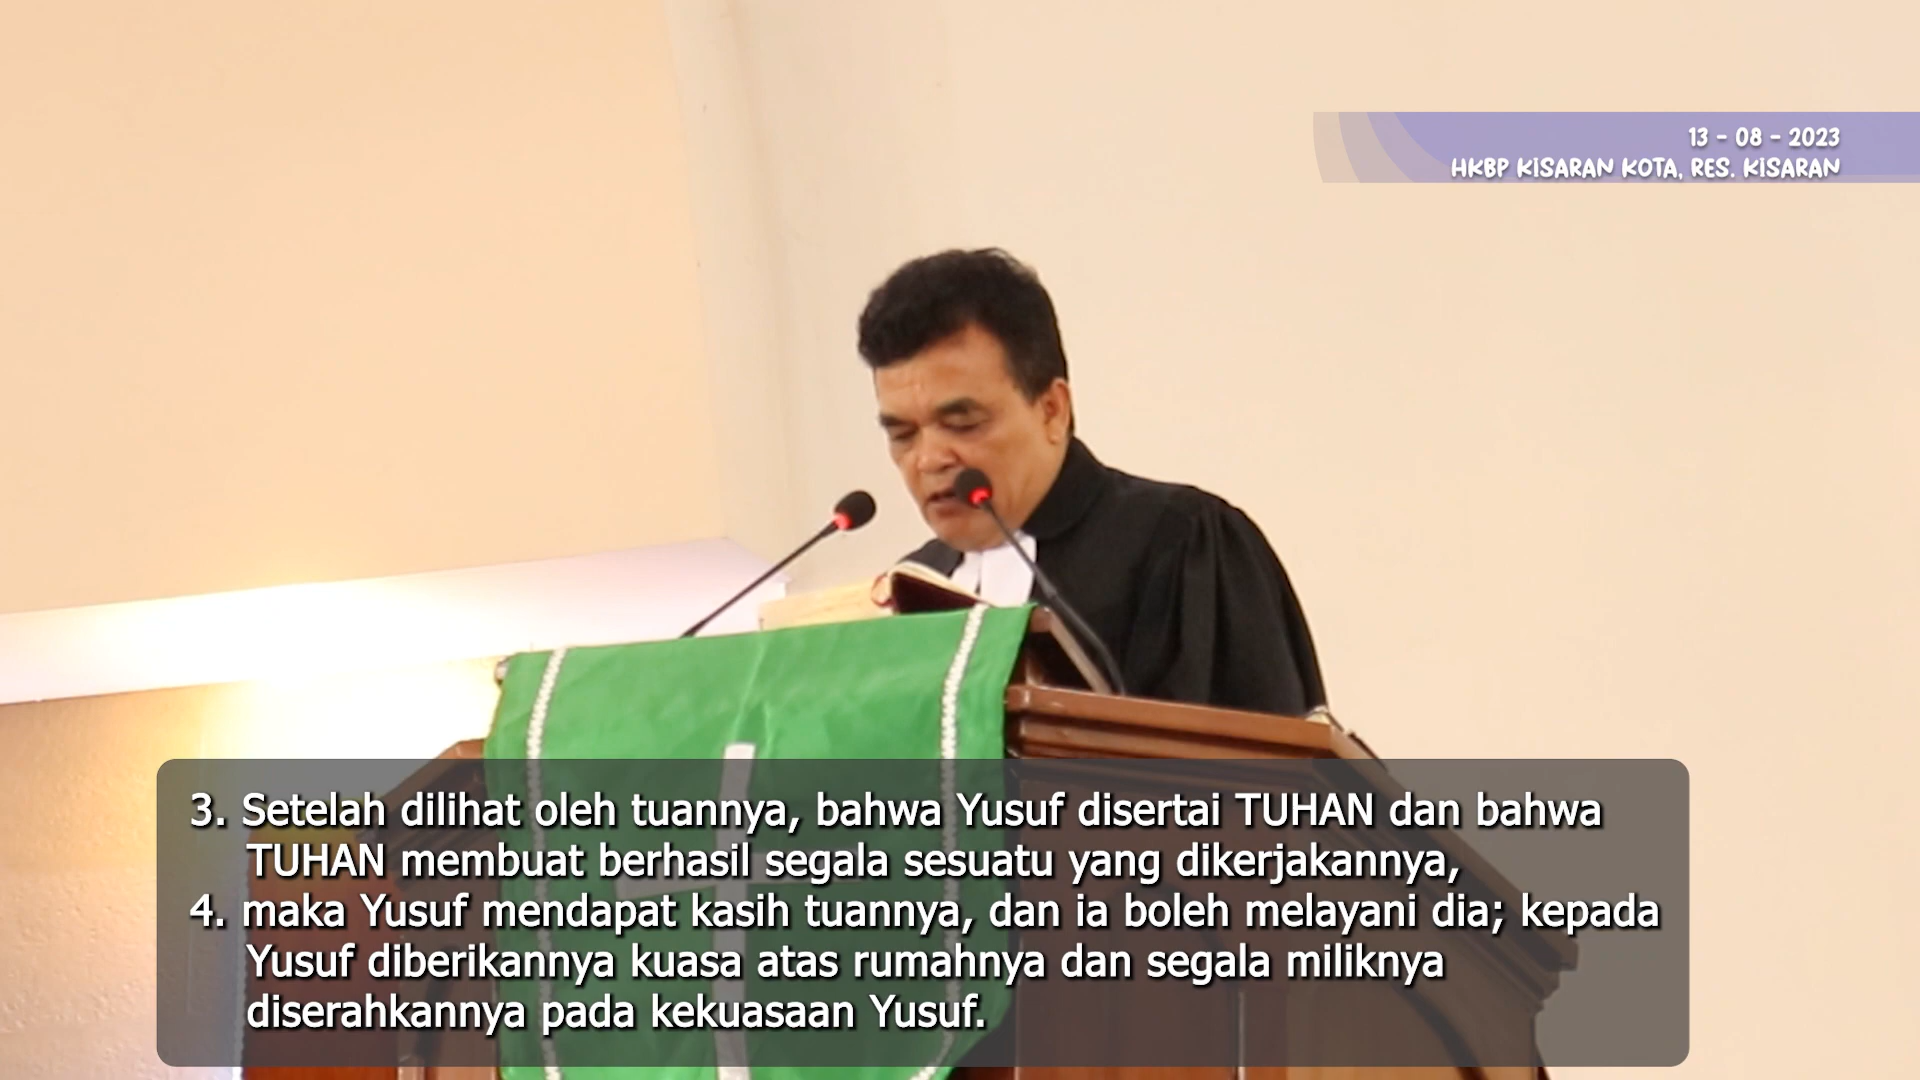 13 - 08 - 2023
HKBP KISARAN KOTA, RES. KISARAN
3. Setelah dilihat oleh tuannya, bahwa Yusuf disertai TUHAN dan bahwa
TUHAN membuat berhasil segala sesuatu yang dikerjakannya,
4. maka Yusuf mendapat kasih tuannya, dan ia boleh melayani dia; kepada
Yusuf diberikannya kuasa atas rumahnya dan segala miliknya
diserahkannya pada kekuasaan Yusuf.